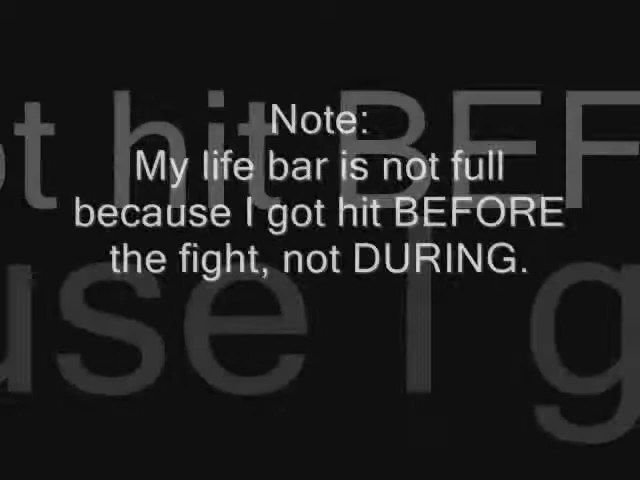 Note:
My life bar is not full
because I got hit BEFORE
the fight, not DURING.